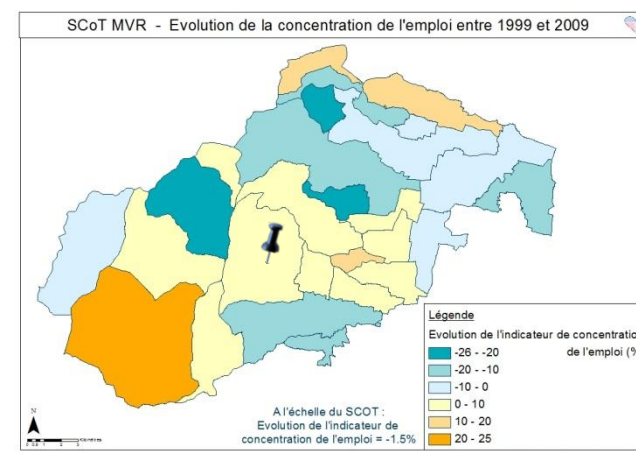 SCoT MVR - Evolution de la concentration de l'emploi entre 1999 et 2009
Légende
Evolution de l'indicateur de concentratio
de l'emploi (%
-26 - -20
-20 - -10
-10 - 0
0 - 10
10 - 20
20 - 25
A l'échelle du SCOT :
Evolution de l'indicateur de
concentration de l'emploi = -1.5%
N